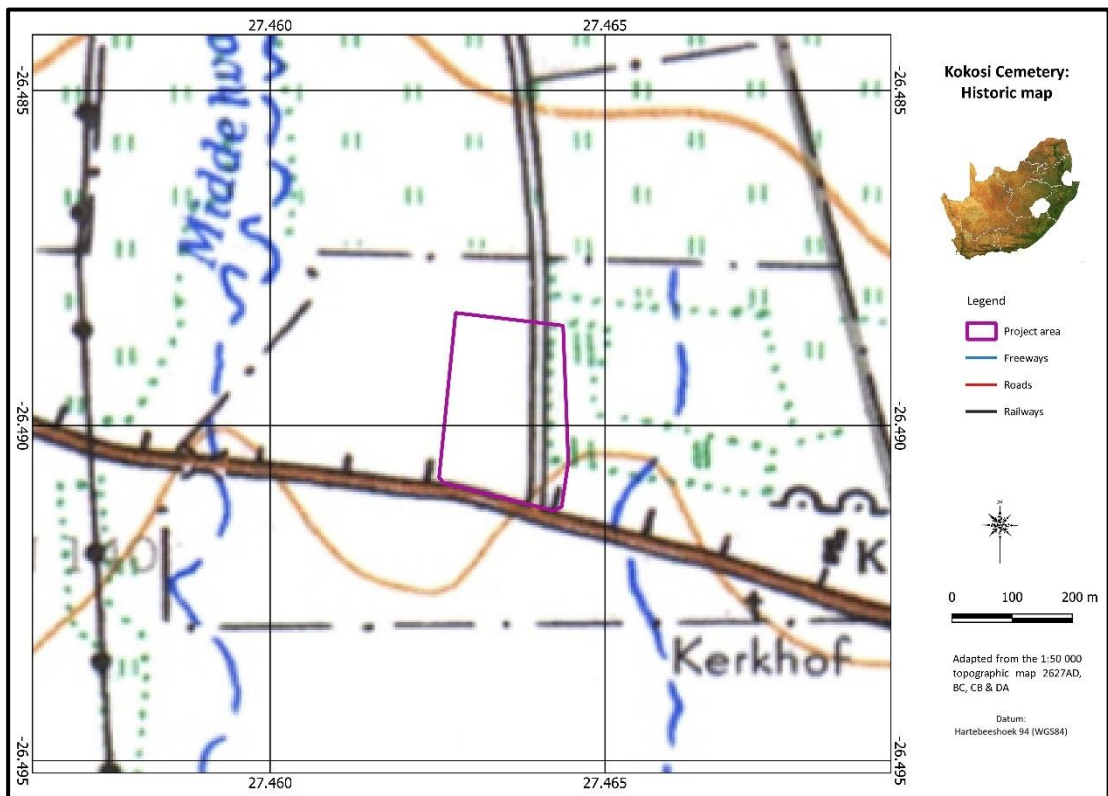 27.460
27.465
-26.485
-26.485
Middelvv
-26.490
-26.490
K
Kerkhof
-26.495
-26.495
27.460
27.465
Kokosi Cemetery:
Historic map
Legend
Project area
Freeways
Roads
Railways
0 100 200 m
Adapted from the 1:50 000
topographic map 2627AD,
BC, CB & DA
Datum:
Hartebeeshoek 94 (WGS84)